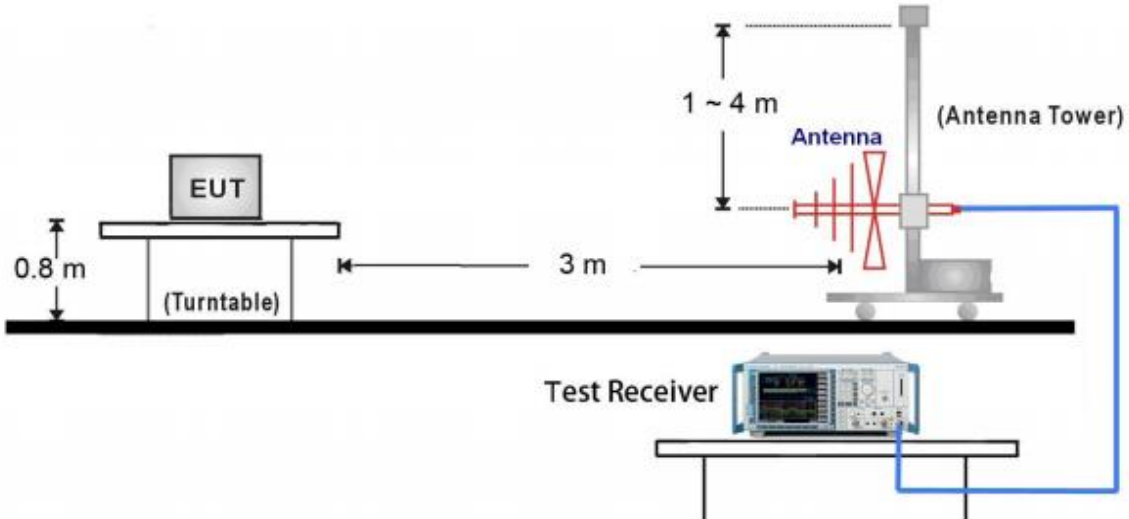 1 ~ 4 m
(Antenna Tower)
Antenna
EUT
0.8 m
3 m
(Turntable)
Test Receiver